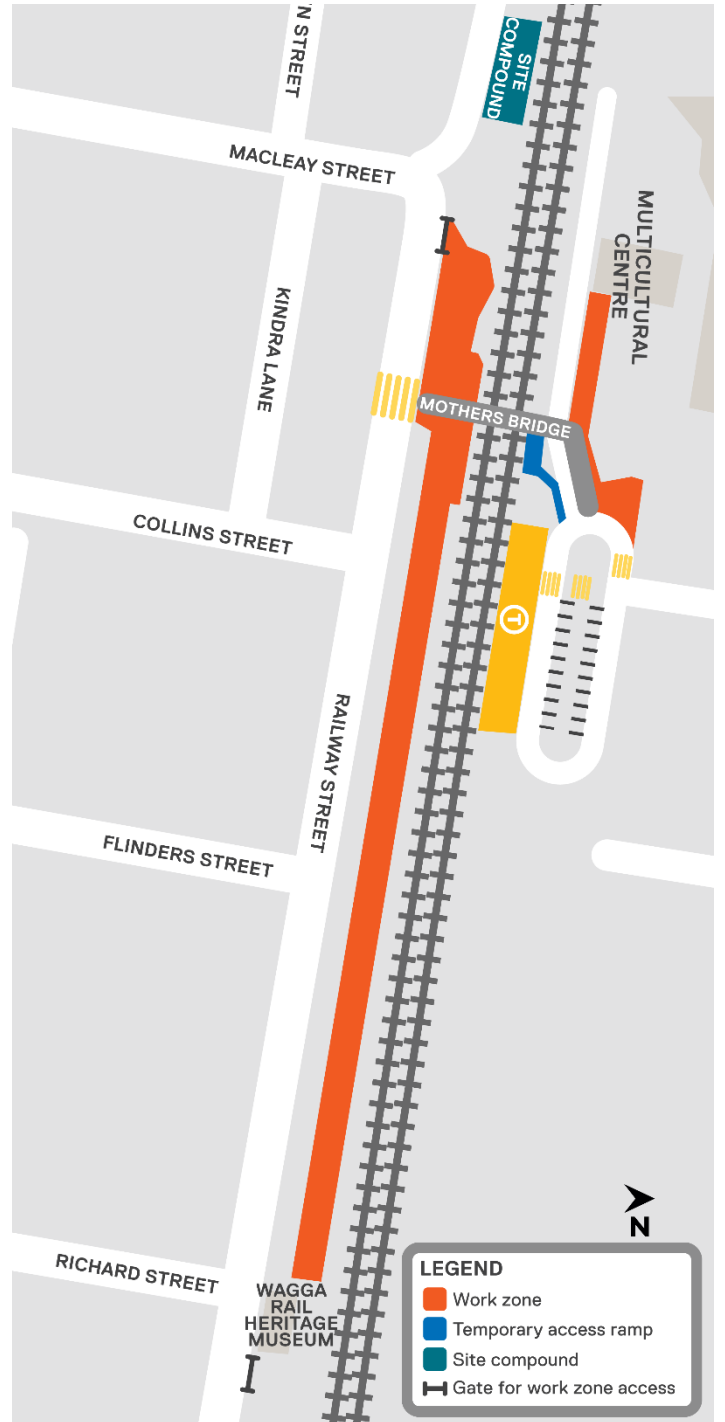 N STREET
SITE
COMPOUND
MACLEAY STREET
MULTICULTURAL
CENTRE
KINDRA LANE
MOTHERS BRIDGE
COLLINS STREET
T
RAILWAY STREET
FLINDERS STREET
N
RICHARD STREET
WAGGA
RAIL
HERITAGE
MUSEUM
LEGEND
Work zone
Temporary access ramp
Site compound
Gate for work zone access